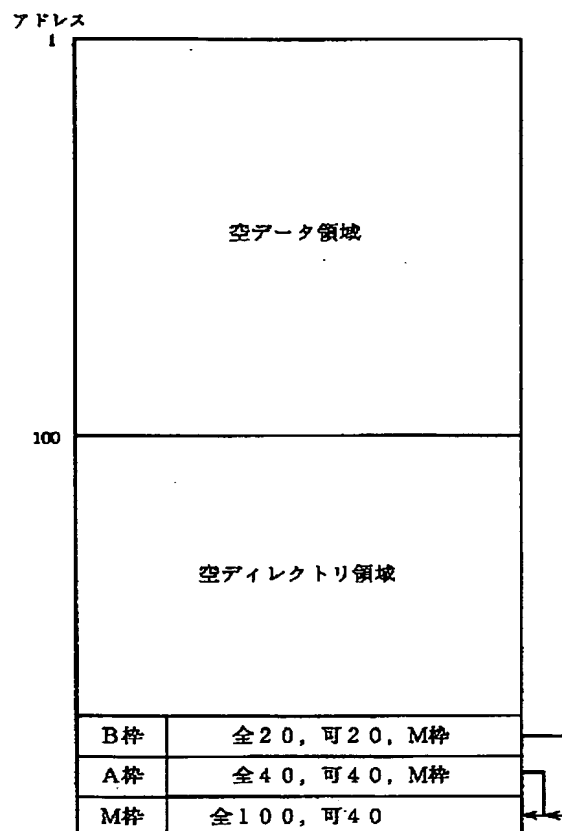 アドレス
1
空データ領域
100
空ディレクトリ領域
B枠 全20, 可20, M枠
A枠 全40, 可40, M枠
M枠 全100, 可40